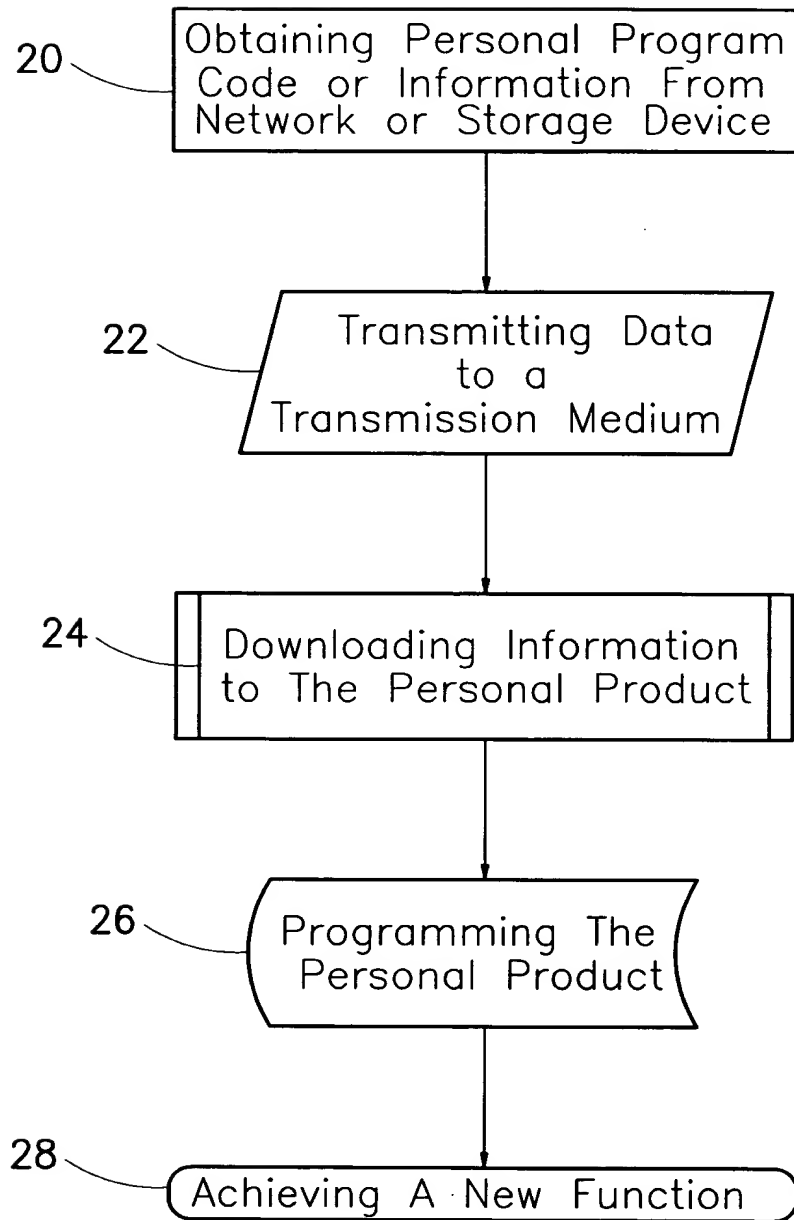 20
Obtaining Personal Program
Code or Information From
Network or Storage Device
22
Transmitting Data
to a
Transmission Medium
24
Downloading Information
to The Personal Product
26
Programming The
Personal Product
28
Achieving A New Function